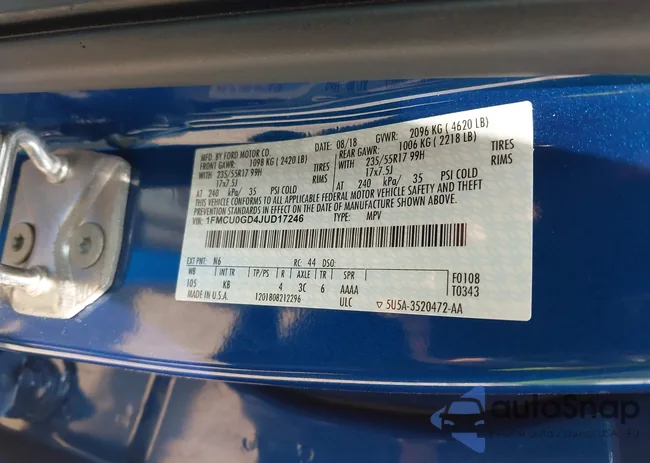 MFD. BY FORD MOTOR CO. DATE: 08/18 GVWR: 2096 KG ( 4620 LB)
FRONT GAWR: 1098 KG ( 2420 LB) REAR GAWR: 1006 KG ( 2218 LB)
WITH 235/55R17 99H TIRES WITH 235/55R17 99H TIRES
17x7.5J RIMS 17x7.5J RIMS
AT 240 kPa/ 35 PSI COLD AT 240 kPa/ 35 PSI COLD
THIS VEHICLE CONFORMS TO ALL APPLICABLE FEDERAL MOTOR VEHICLE SAFETY AND THEFT
PREVENTION STANDARDS IN EFFECT ON THE DATE OF MANUFACTURE SHOWN ABOVE.
VIN: 1FMCU0GD4JUD17246 TYPE: MPV
EXT PNT: N6 RC: 44 DSO:
WB INT TR TP/PS R AXLE TR SPR F0108
105 KB 4 3C 6 AAAA T0343
MADE IN U.S.A. 1201808212296 ULC ▽ 5U5A-3520472-AA
autoSnap